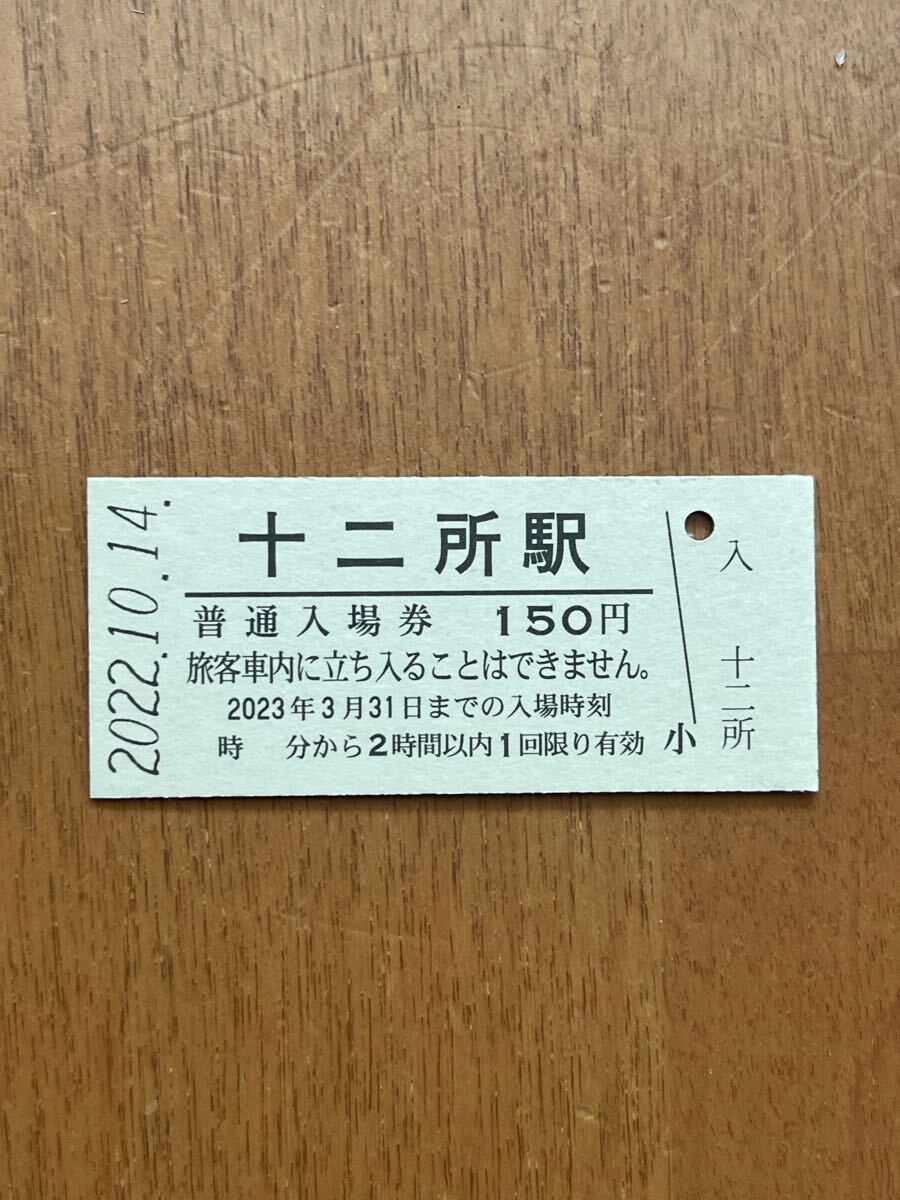 2022.10.14.
十二所駅
普通入場券 150円
旅客車内に立ち入ることはできません。
2023年3月31日までの入場時刻
時 分から2時間以内1回限り有効
小
入
十二所